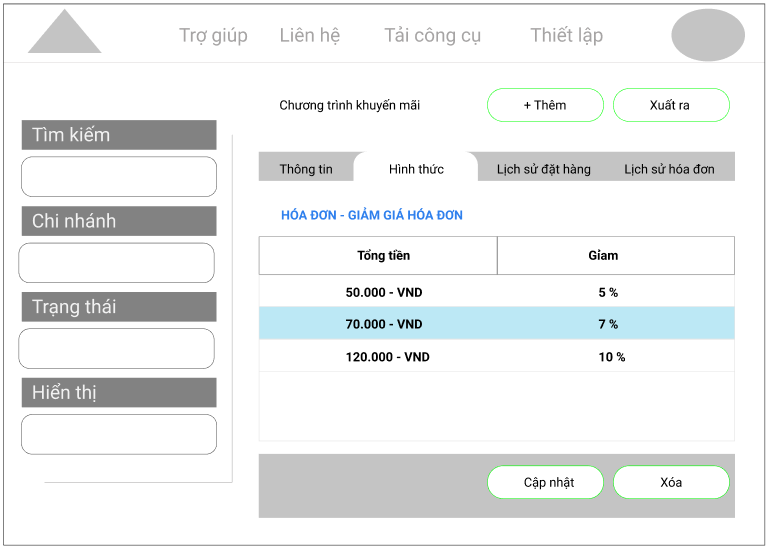 Trợ giúp Liên hệ Tải công cụ Thiết lập
Chương trình khuyến mãi + Thêm Xuất ra
Tìm kiếm
Chi nhánh
Trạng thái
Hiển thị
Thông tin Hình thức Lịch sử đặt hàng Lịch sử hóa đơn
HÓA ĐƠN - GIẢM GIÁ HÓA ĐƠN
Tổng tiền Giảm
50.000 - VND 5 %
70.000 - VND 7 %
120.000 - VND 10 %
Cập nhật Xóa